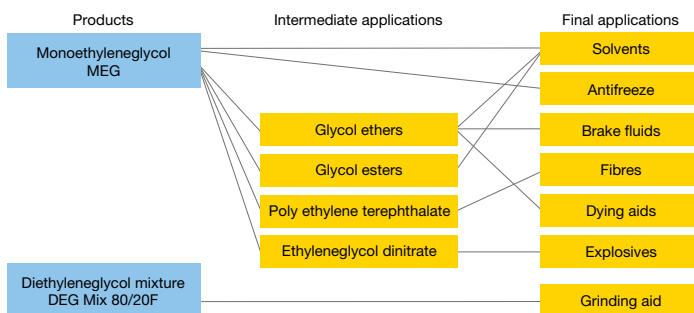 Products
Intermediate applications
Final applications
Monoethyleneglycol
MEG
Solvents
Antifreeze
Glycol ethers
Brake fluids
Glycol esters
Fibres
Poly ethylene terephthalate
Dying aids
Ethyleneglycol dinitrate
Explosives
Diethyleneglycol mixture
DEG Mix 80/20F
Grinding aid